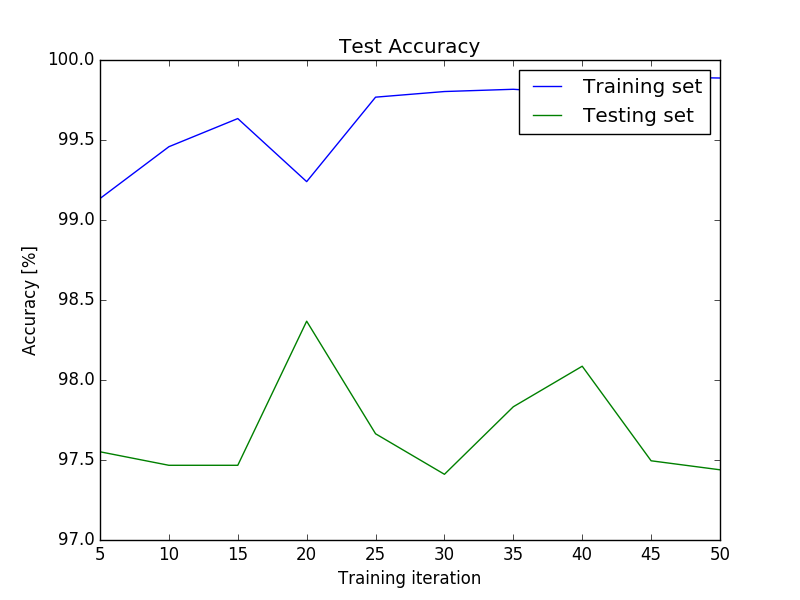 Test Accuracy
100.0
99.5
99.0
98.5
98.0
97.5
97.0
Accuracy [%]
Training set
Testing set
5 10 15 20 25 30 35 40 45 50
Training iteration